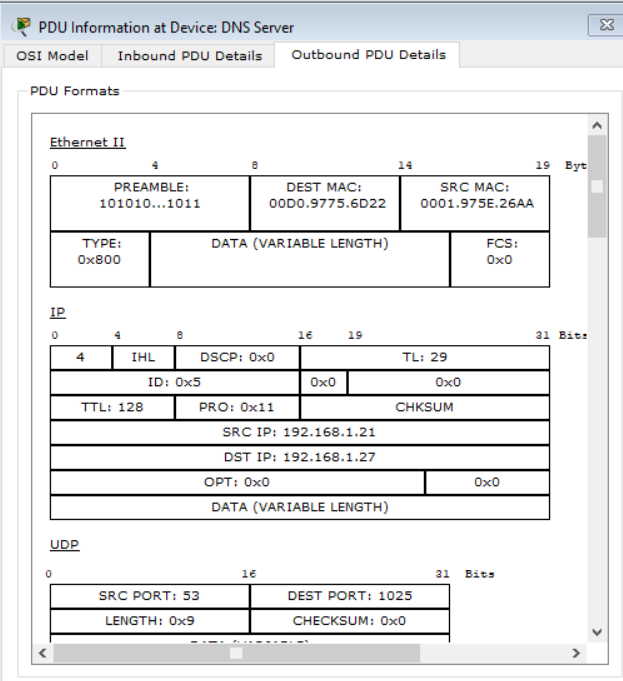 PDU Information at Device: DNS Server
OSI Model Inbound PDU Details Outbound PDU Details
PDU Formats
Ethernet II
0 4 8 14 19 Byt
PREAMBLE: DEST MAC: SRC MAC:
101010...1011 00D0.9775.6D22 0001.975E.26AA
TYPE: DATA (VARIABLE LENGTH) FCS:
0x800 0x0
IP
0 4 8 16 19 31 Bits
4 IHL DSCP: 0x0 TL: 29
ID: 0x5 0x0 0x0
TTL: 128 PRO: 0x11 CHKSUM
SRC IP: 192.168.1.21
DST IP: 192.168.1.27
OPT: 0x0 0x0
DATA (VARIABLE LENGTH)
UDP
0 16 31 Bits
SRC PORT: 53 DEST PORT: 1025
LENGTH: 0x9 CHECKSUM: 0x0